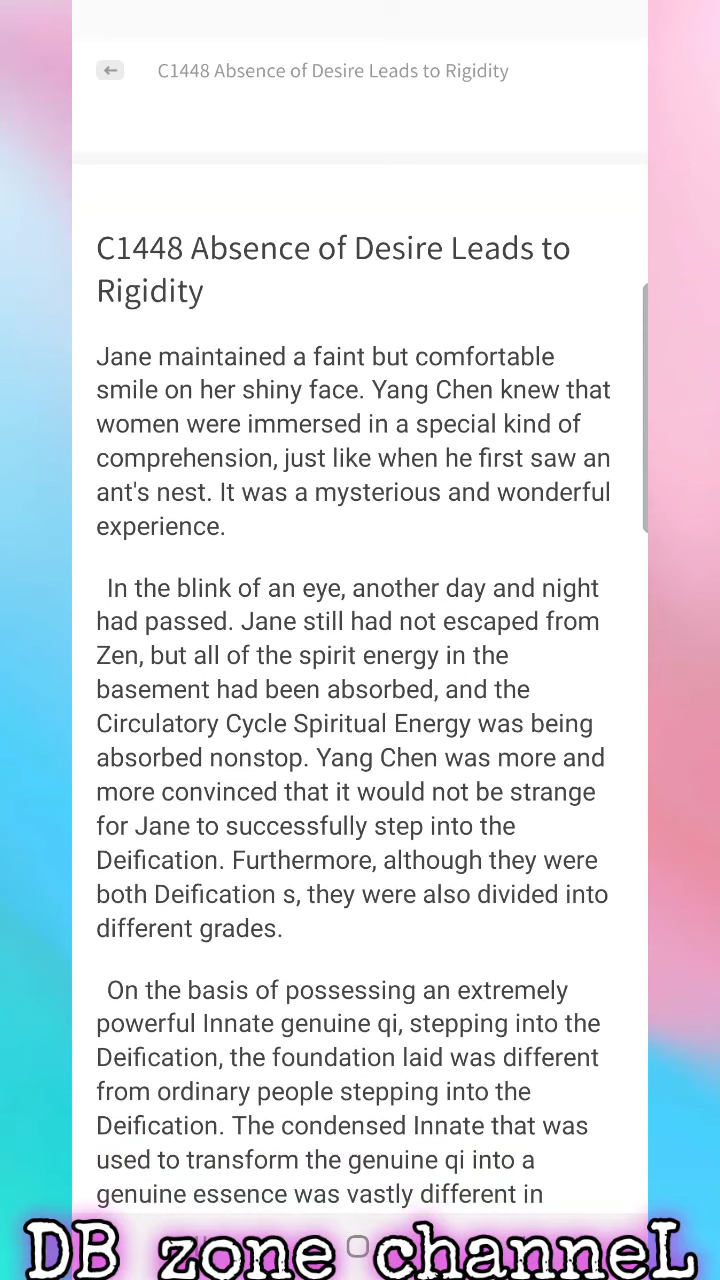 C1448 Absence of Desire Leads to Rigidity
C1448 Absence of Desire Leads to
Rigidity
Jane maintained a faint but comfortable
smile on her shiny face. Yang Chen knew that
women were immersed in a special kind of
comprehension, just like when he first saw an
ant's nest. It was a mysterious and wonderful
experience.
In the blink of an eye, another day and night
had passed. Jane still had not escaped from
Zen, but all of the spirit energy in the
basement had been absorbed, and the
Circulatory Cycle Spiritual Energy was being
absorbed nonstop. Yang Chen was more and
more convinced that it would not be strange
for Jane to successfully step into the
Deification. Furthermore, although they were
both Deification s, they were also divided into
different grades.
On the basis of possessing an extremely
powerful Innate genuine qi, stepping into the
Deification, the foundation laid was different
from ordinary people stepping into the
Deification. The condensed Innate that was
used to transform the genuine qi into a
genuine essence was vastly different in
DB zone channeL